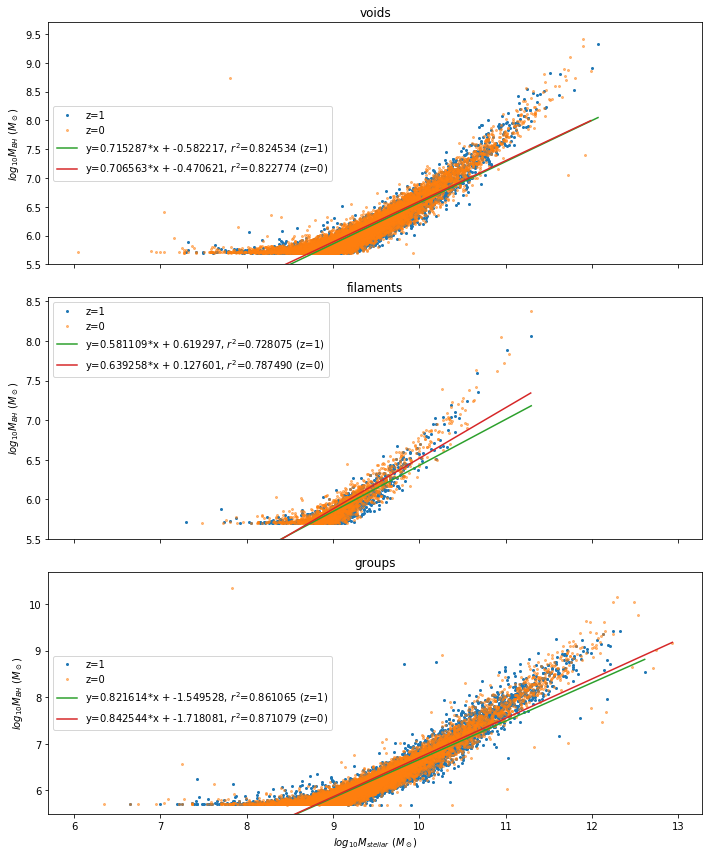 voids
9.5
9.0
8.5
8.0
7.5
7.0
6.5
6.0
5.5
log10MBH (M⊙)
z=1
z=0
y=0.715287*x + -0.582217, r²=0.824534 (z=1)
y=0.706563*x + -0.470621, r²=0.822774 (z=0)
filaments
8.5
8.0
7.5
7.0
6.5
6.0
5.5
log10MBH (M⊙)
z=1
z=0
y=0.581109*x + 0.619297, r²=0.728075 (z=1)
y=0.639258*x + 0.127601, r²=0.787490 (z=0)
groups
10
9
8
7
6
log10MBH (M⊙)
z=1
z=0
y=0.821614*x + -1.549528, r²=0.861065 (z=1)
y=0.842544*x + -1.718081, r²=0.871079 (z=0)
6 7 8 9 10 11 12 13
log10Mstellar (M⊙)